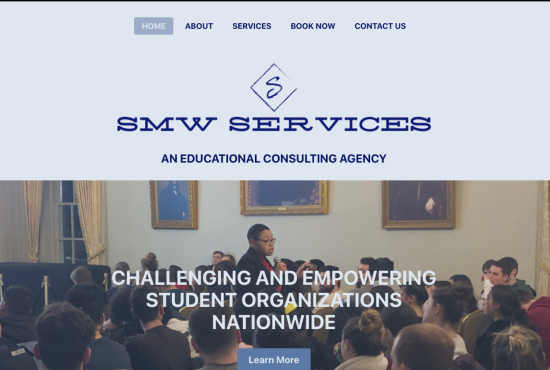 HOME ABOUT SERVICES BOOK NOW CONTACT US
S
SMW SERVICES
AN EDUCATIONAL CONSULTING AGENCY
CHALLENGING AND EMPOWERING
STUDENT ORGANIZATIONS
NATIONWIDE
Learn More